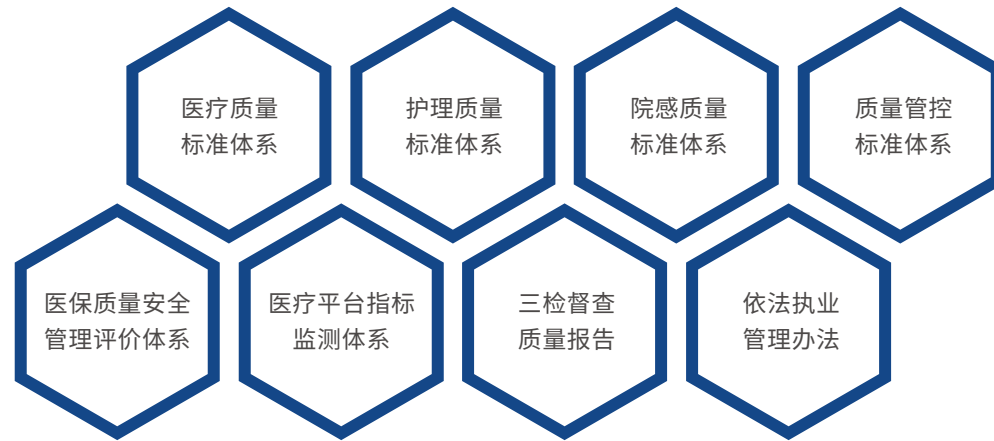 医疗质量
标准体系
护理质量
标准体系
院感质量
标准体系
质量管控
标准体系
医保质量安全
管理评价体系
医疗平台指标
监测体系
三检督查
质量报告
依法执业
管理办法